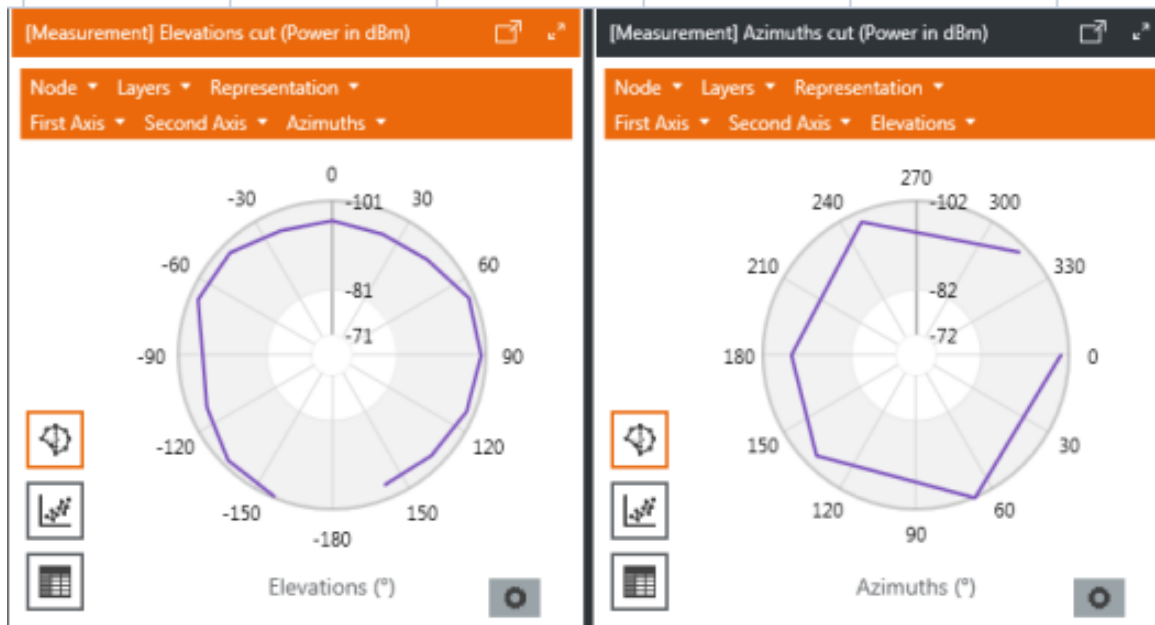 [Measurement] Elevations cut (Power in dBm)
Node Layers Representation
First Axis Second Axis Azimuths
0
-30 -101 30
-60 60
-81
-71
-90 90
-120 120
-150 150
-180
Elevations (°)
[Measurement] Azimuths cut (Power in dBm)
Node Layers Representation
First Axis Second Axis Elevations
270
240 -102 300
210 330
-82
-72
180 0
150 30
120 60
90
Azimuths (°)